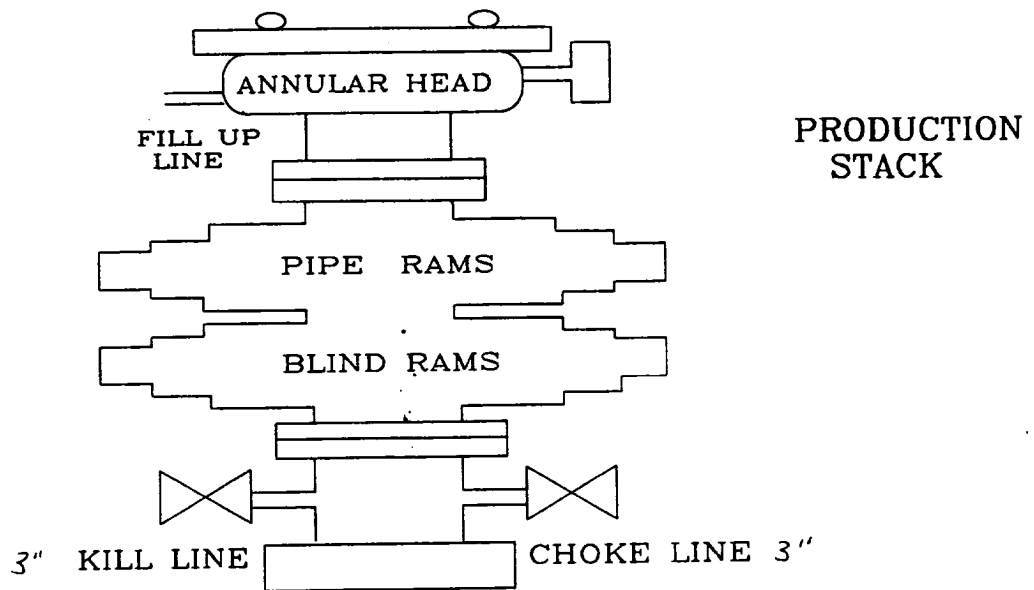 ANNULAR HEAD
FILL UP
LINE
PRODUCTION
STACK
PIPE RAMS
BLIND RAMS
3" KILL LINE
CHOKE LINE 3"